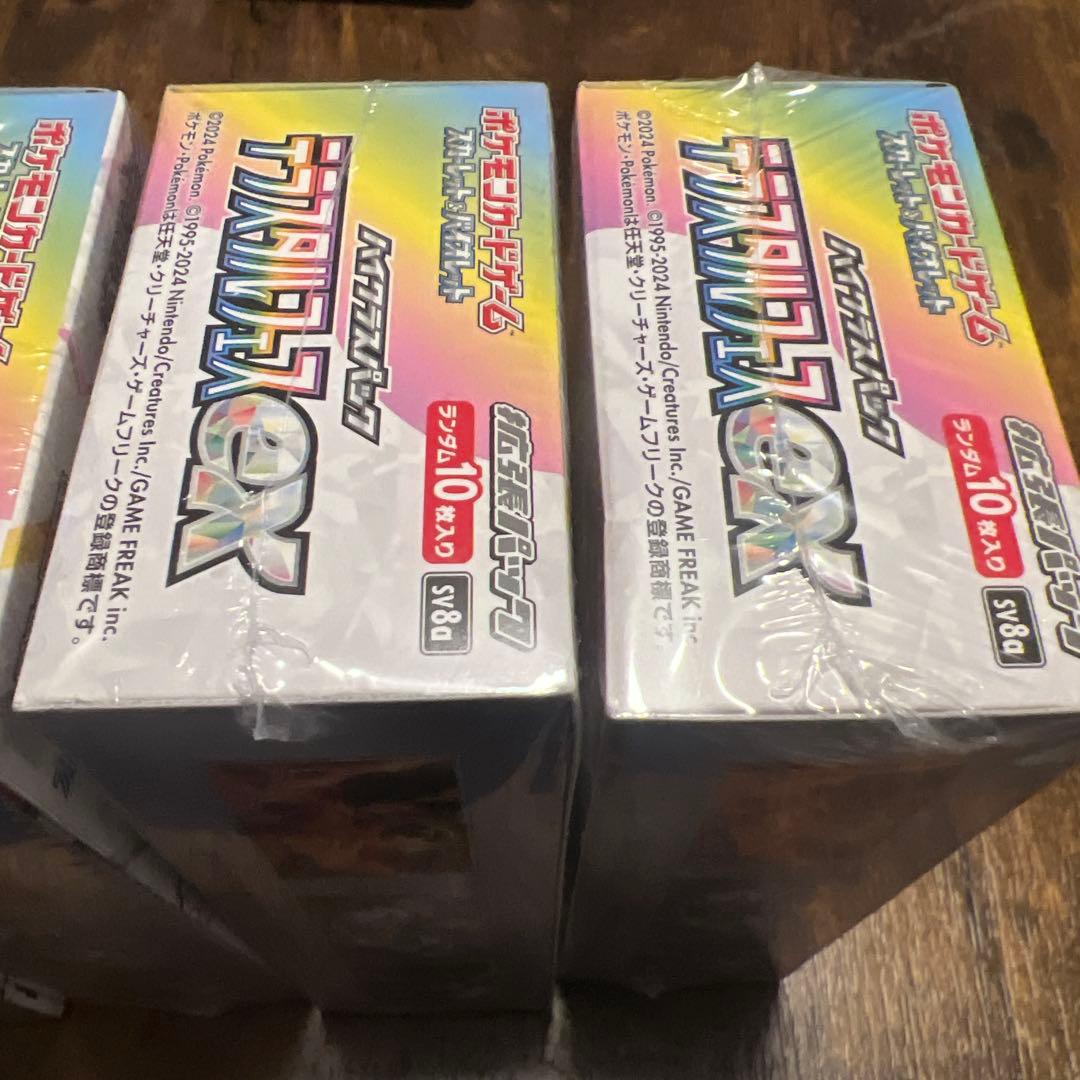 ポケモンカードゲーム
スカーレット&バイオレット
ハイクラスパック
テラスタルフェスex
©2024 Pokémon. ©1995-2024 Nintendo/Creatures Inc./GAME FREAK inc.
ポケモン・Pokémonは任天堂・クリーチャーズ・ゲームフリークの登録商標です。
拡張パック
ランダム10枚入り
SV8a
ポケモンカードゲーム
スカーレット&バイオレット
ハイクラスパック
テラスタルフェスex
©2024 Pokémon. ©1995-2024 Nintendo/Creatures Inc./GAME FREAK inc.
ポケモン・Pokémonは任天堂・クリーチャーズ・ゲームフリークの登録商標です。
拡張パック
ランダム10枚入り
SV8a
ポケモンカードゲーム